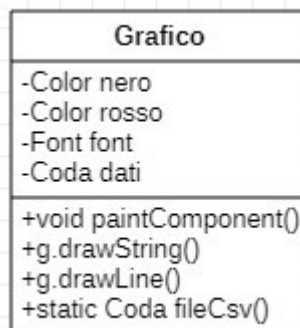 Grafico
-Color nero
-Color rosso
-Font font
-Coda dati
+void paintComponent()
+g.drawString()
+g.drawLine()
+static Coda fileCsv()